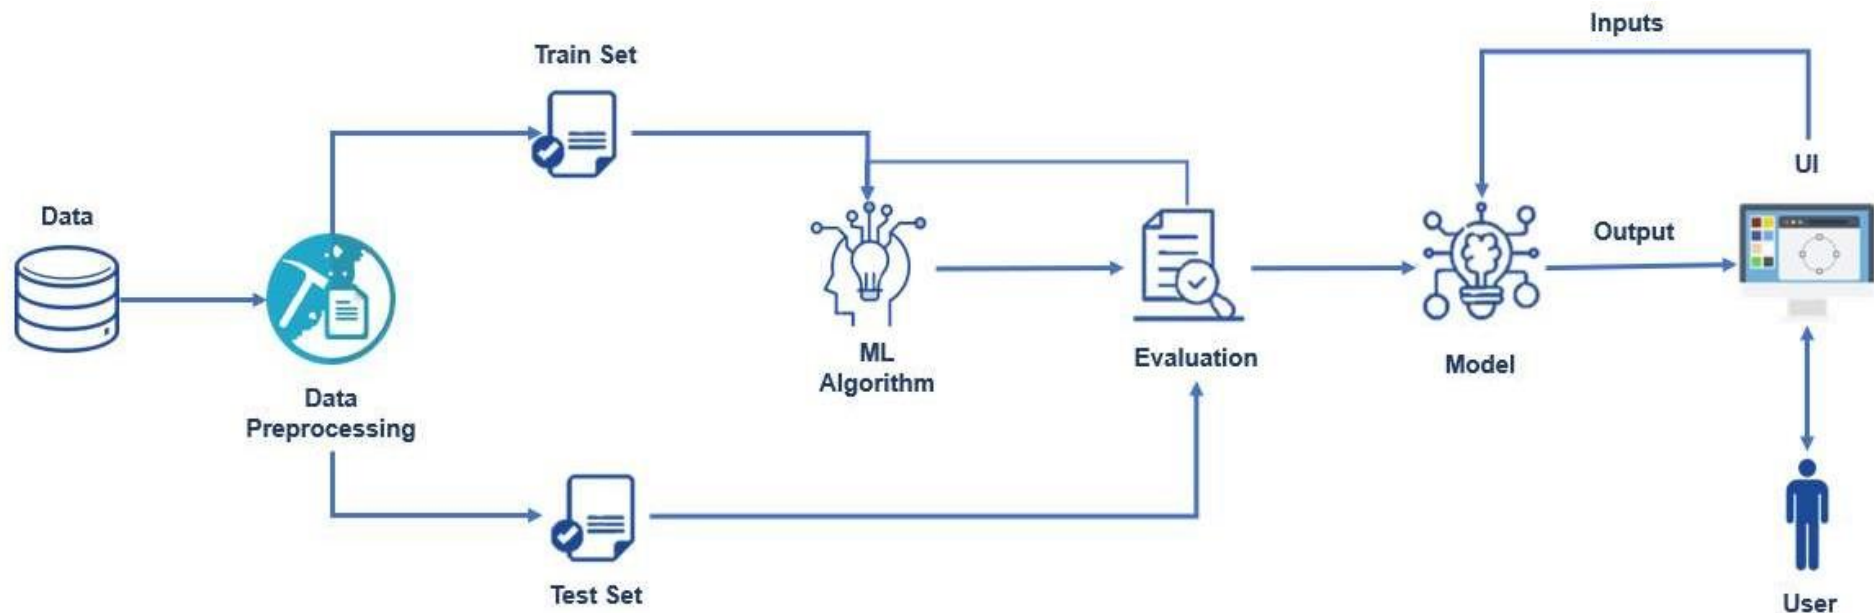 Inputs
Train Set
UI
Data
Output
ML
Algorithm
Evaluation
Model
Data
Preprocessing
Test Set
User